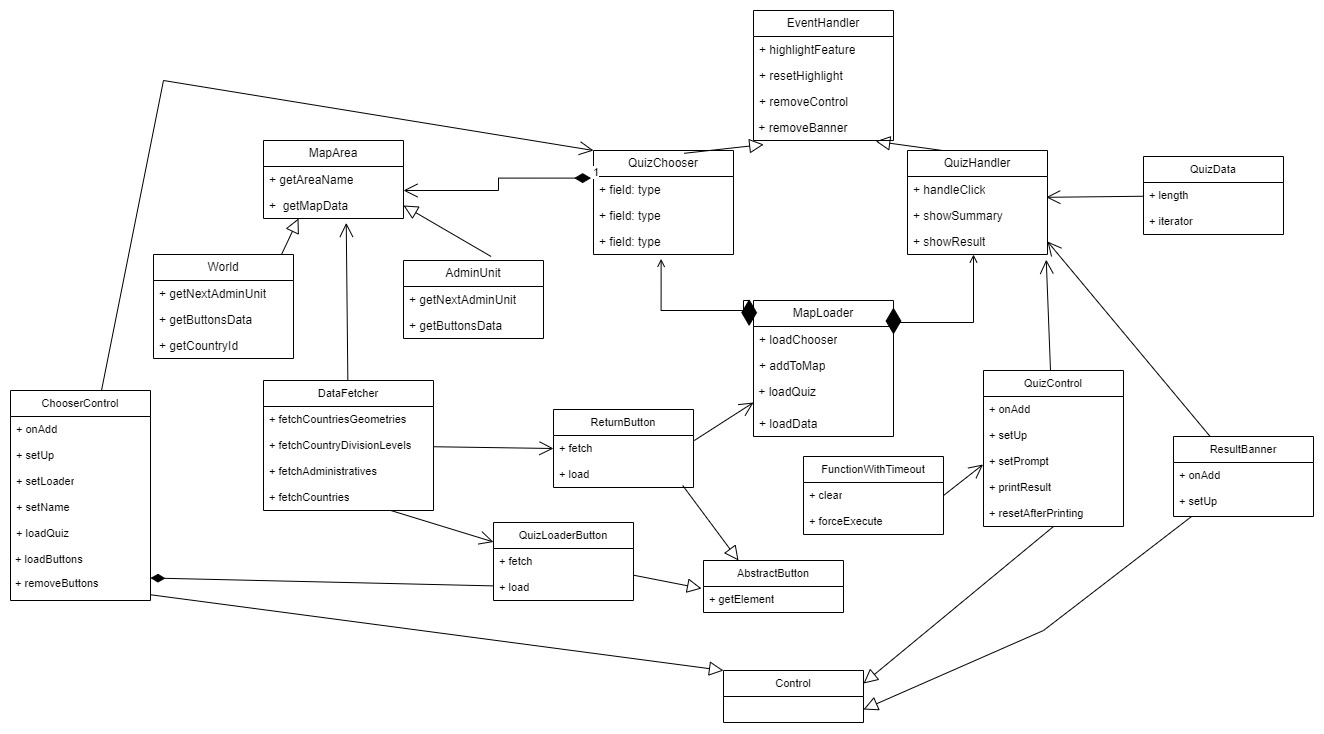 EventHandler
+ highlightFeature
+ resetHighlight
+ removeControl
+ removeBanner
MapArea
+ getAreaName
+ getMapData
QuizChooser
1
+ field: type
+ field: type
+ field: type
QuizHandler
+ handleClick
+ showSummary
+ showResult
QuizData
+ length
+ iterator
World
+ getNextAdminUnit
+ getButtonsData
+ getCountryId
AdminUnit
+ getNextAdminUnit
+ getButtonsData
MapLoader
+ loadChooser
+ addToMap
+ loadQuiz
+ loadData
ChooserControl
+ onAdd
+ setUp
+ setLoader
+ setName
+ loadQuiz
+ loadButtons
+ removeButtons
DataFetcher
+ fetchCountriesGeometries
+ fetchCountryDivisionLevels
+ fetchAdministratives
+ fetchCountries
ReturnButton
+ fetch
+ load
QuizControl
+ onAdd
+ setUp
+ setPrompt
+ printResult
+ resetAfterPrinting
ResultBanner
+ onAdd
+ setUp
FunctionWithTimeout
+ clear
+ forceExecute
QuizLoaderButton
+ fetch
+ load
AbstractButton
+ getElement
Control